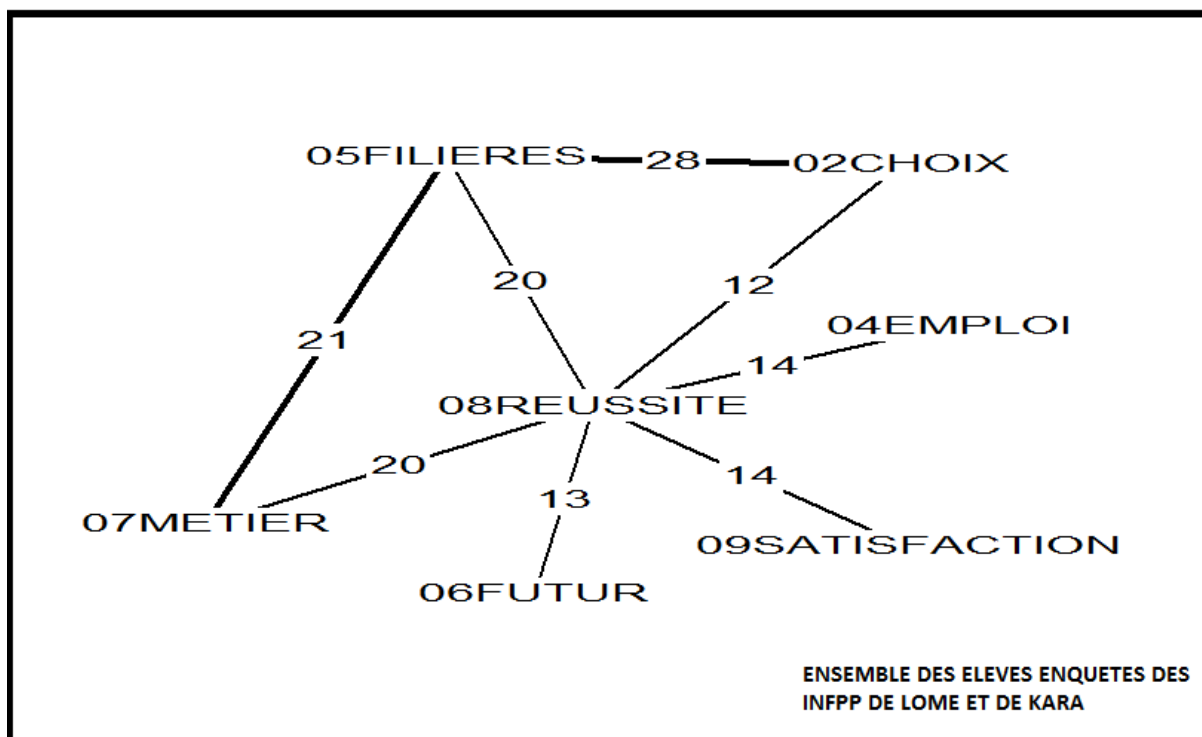 05FILIERES 28 02CHOIX
20
12
04EMPLOI
21
14
08REUSSITE
20
14
13
07METIER
09SATISFACTION
06FUTUR
ENSEMBLE DES ELEVES ENQUETES DES
INFPP DE LOME ET DE KARA